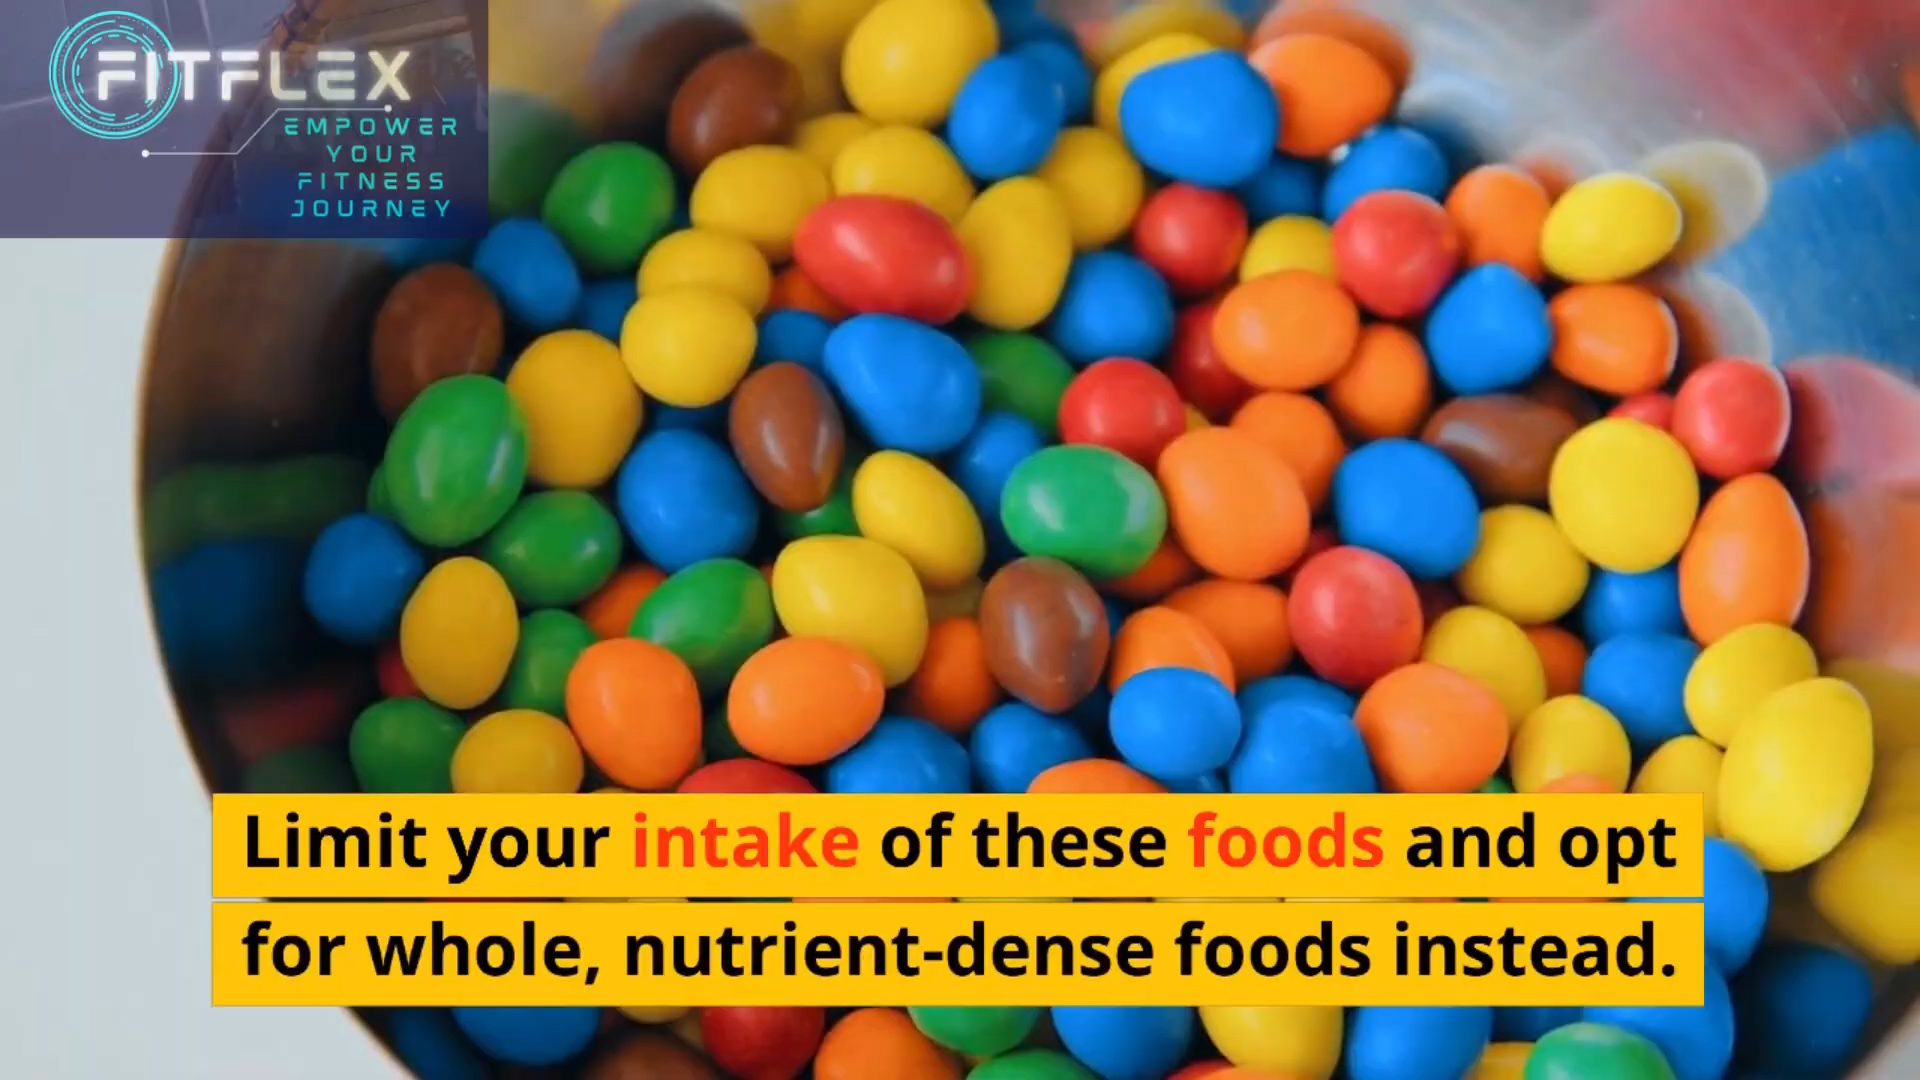 FITFLEX
EMPOWER
YOUR
FITNESS
JOURNEY
Limit your intake of these foods and opt
for whole, nutrient-dense foods instead.